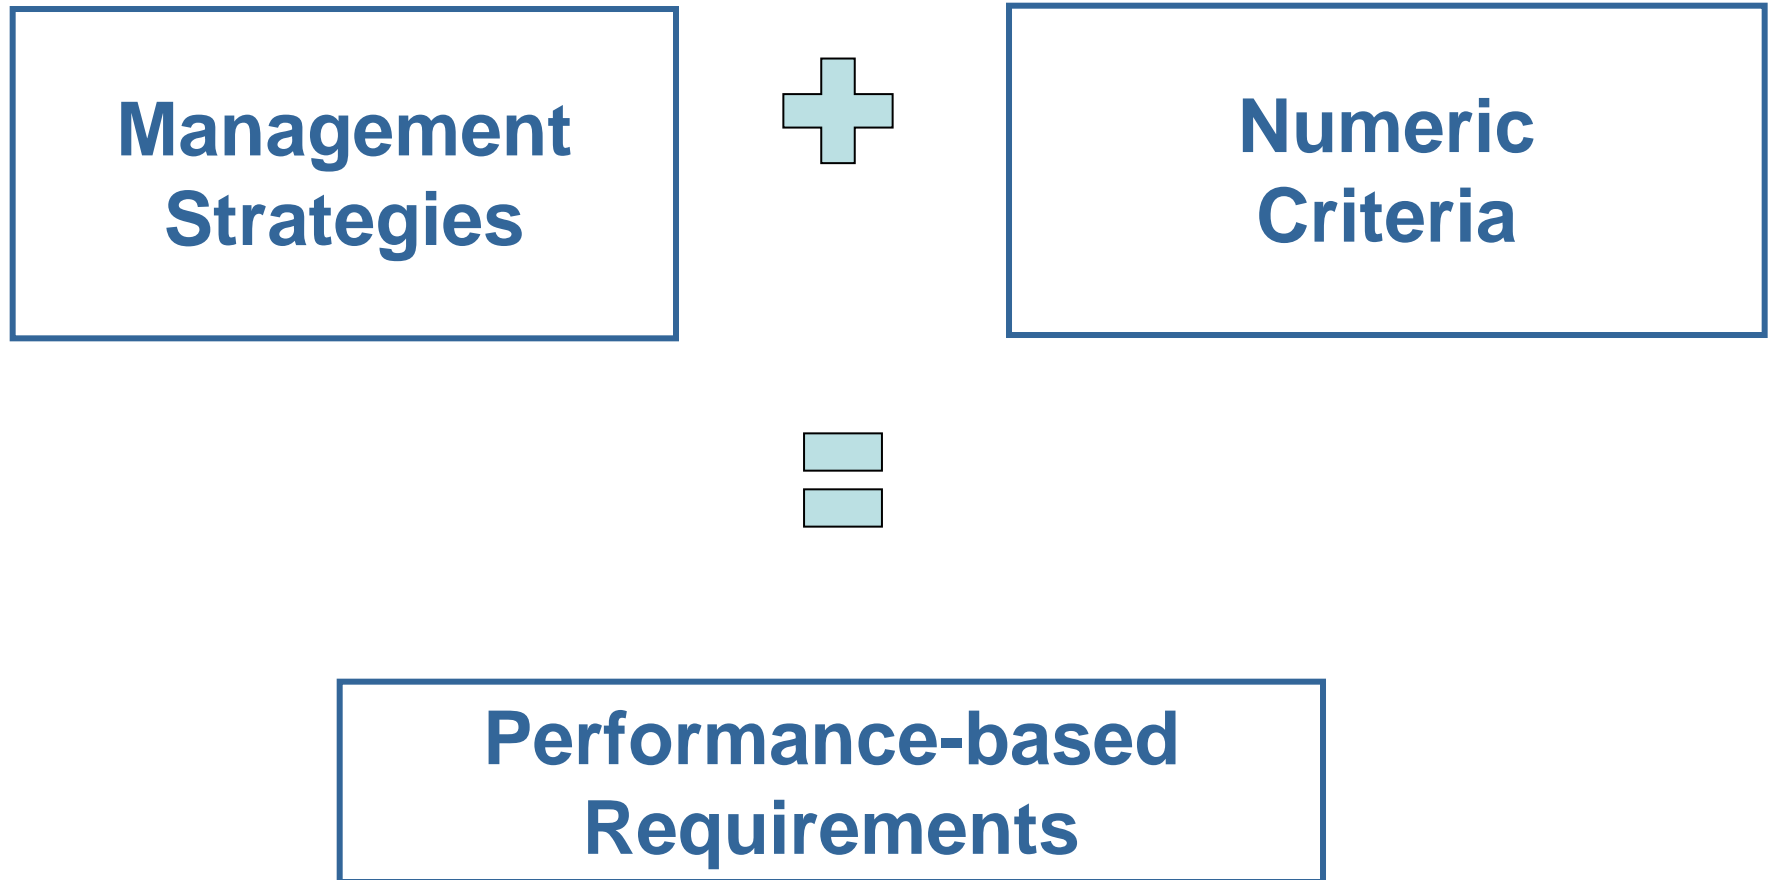 Management
Strategies
Numeric
Criteria
Performance-based
Requirements